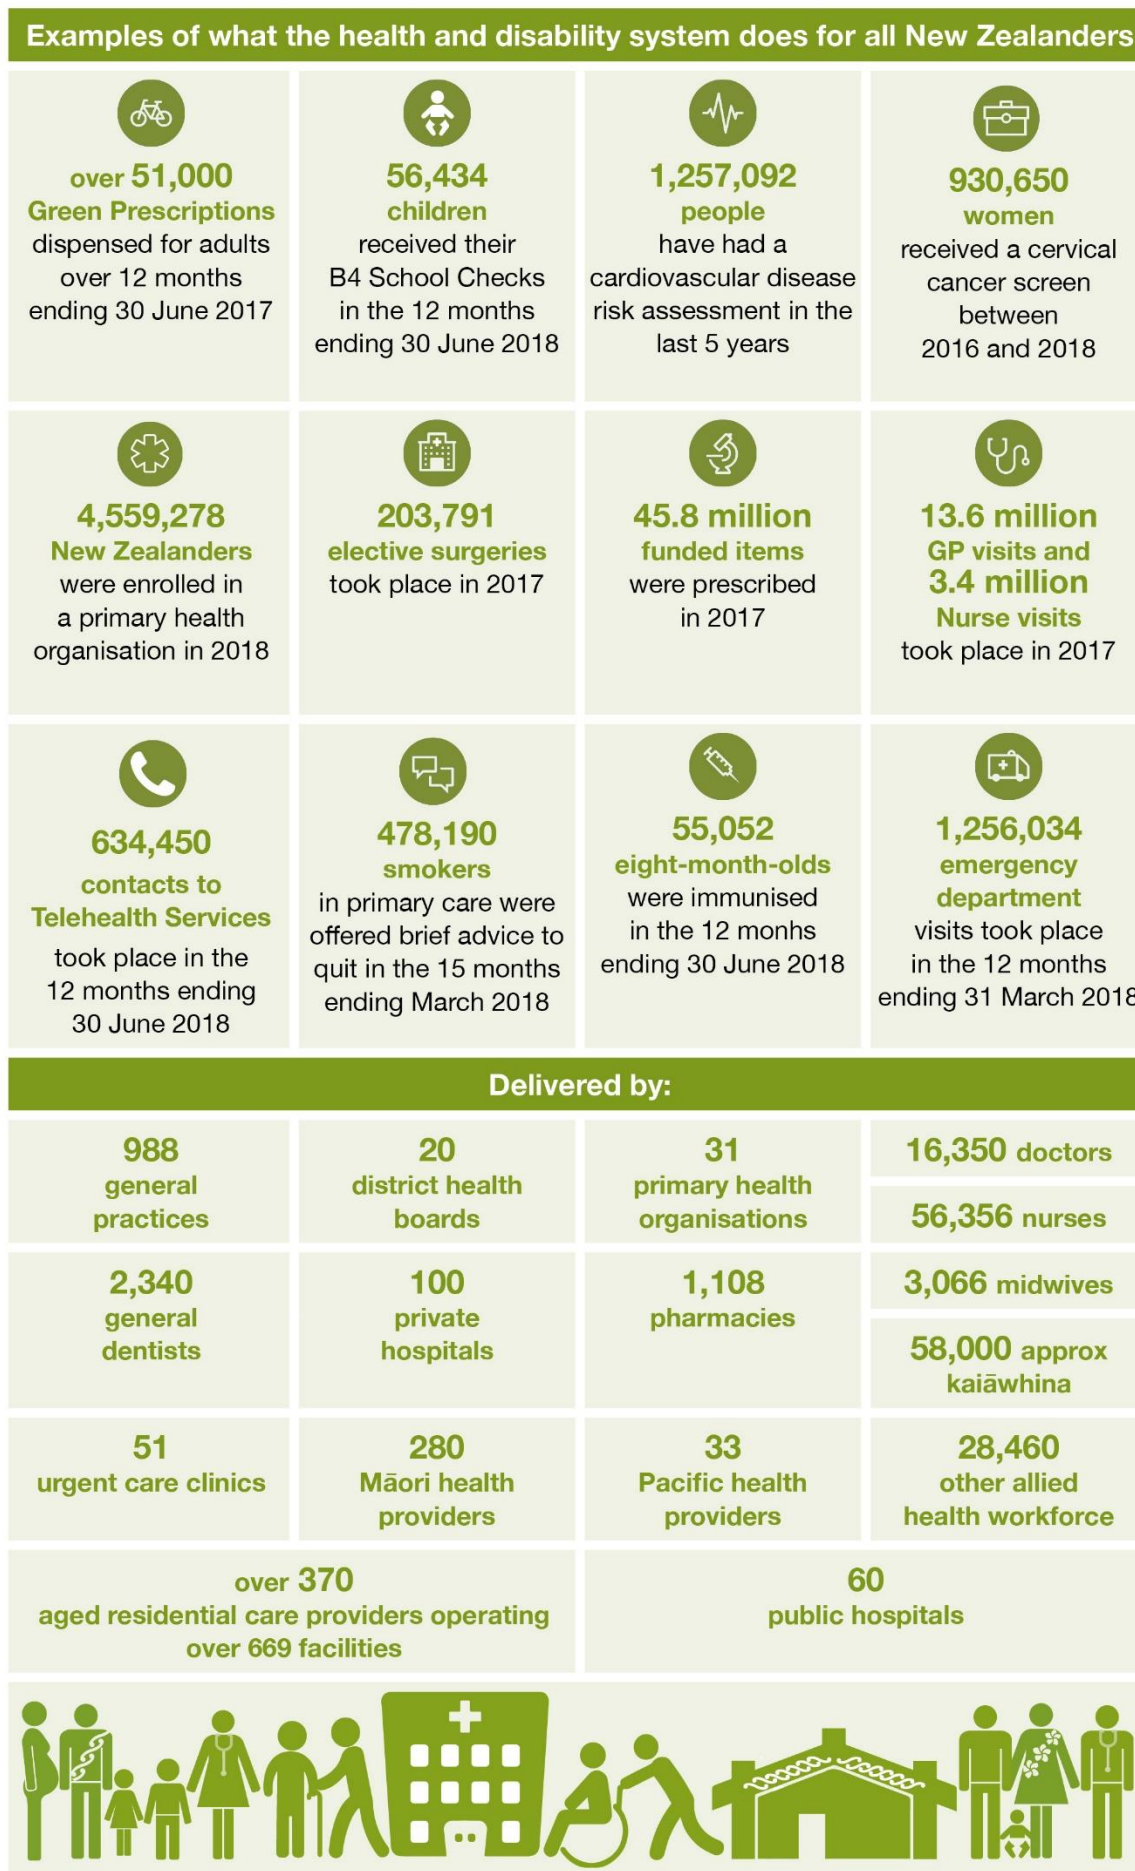 Examples of what the health and disability system does for all New Zealanders
over 51,000
Green Prescriptions
dispensed for adults
over 12 months
ending 30 June 2017
56,434
children
received their
B4 School Checks
in the 12 months
ending 30 June 2018
1,257,092
people
have had a
cardiovascular disease
risk assessment in the
last 5 years
930,650
women
received a cervical
cancer screen
between
2016 and 2018
4,559,278
New Zealanders
were enrolled in
a primary health
organisation in 2018
203,791
elective surgeries
took place in 2017
45.8 million
funded items
were prescribed
in 2017
13.6 million
GP visits and
3.4 million
Nurse visits
took place in 2017
634,450
contacts to
Telehealth Services
took place in the
12 months ending
30 June 2018
478,190
smokers
in primary care were
offered brief advice to
quit in the 15 months
ending March 2018
55,052
eight-month-olds
were immunised
in the 12 monhs
ending 30 June 2018
1,256,034
emergency
department
visits took place
in the 12 months
ending 31 March 2018
Delivered by:
988
general
practices
20
district health
boards
31
primary health
organisations
16,350 doctors
56,356 nurses
2,340
general
dentists
100
private
hospitals
1,108
pharmacies
3,066 midwives
58,000 approx
kaiāwhina
51
urgent care clinics
280
Māori health
providers
33
Pacific health
providers
28,460
other allied
health workforce
over 370
aged residential care providers operating
over 669 facilities
60
public hospitals